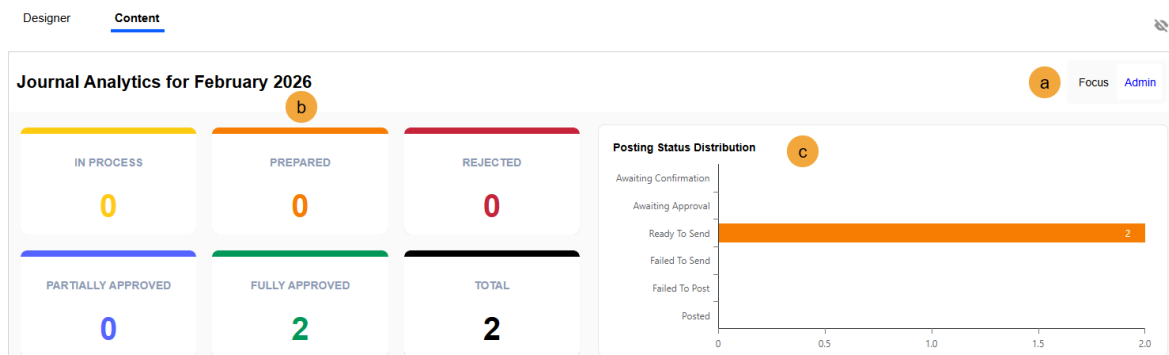 Designer Content
Journal Analytics for February 2026
a Focus Admin
b
IN PROCESS PREPARED REJECTED
0 0 0
PARTIALLY APPROVED FULLY APPROVED TOTAL
0 2 2
Posting Status Distribution
c
Awaiting Confirmation
Awaiting Approval
Ready To Send 2
Failed To Send
Failed To Post
Posted
0 0.5 1.0 1.5 2.0